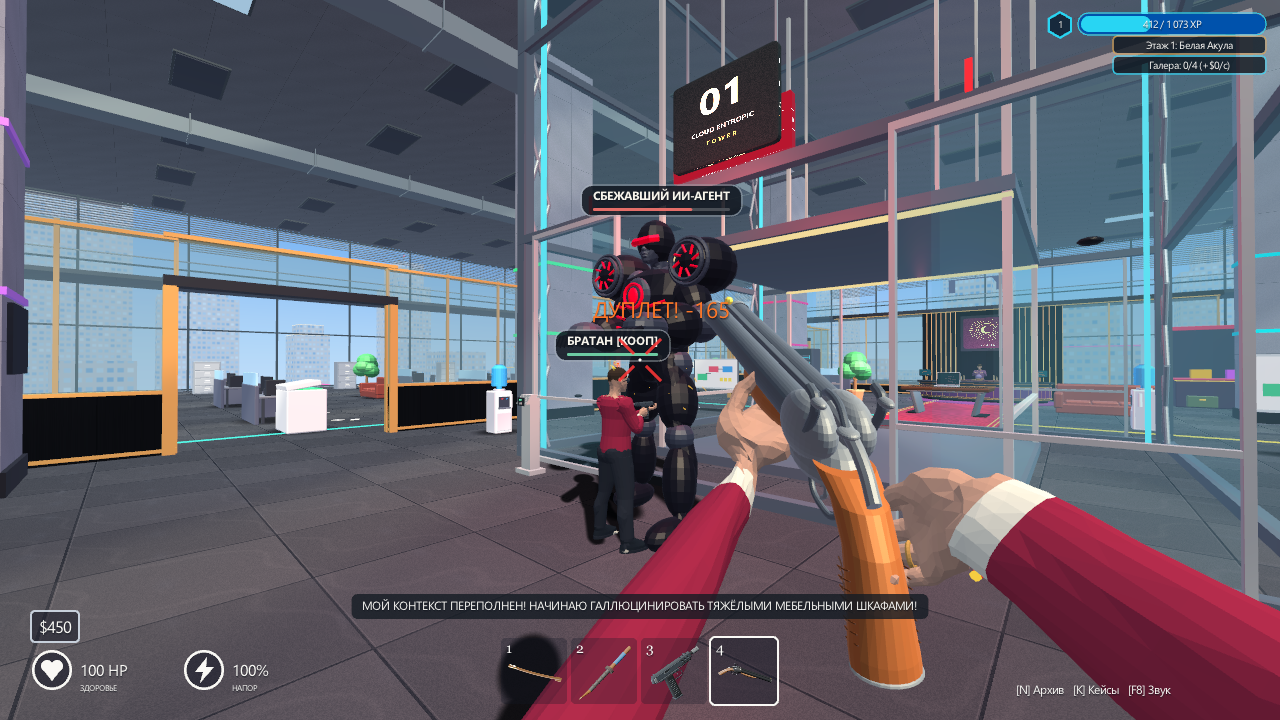 1
412 / 1 073 XP
Этаж 1: Белая Акула
Галера: 0/4 (+$0/с)
01
CLOUD ENTROPIC
TOWER
СБЕЖАВШИЙ ИИ-АГЕНТ
ДУПЛЕТ! -165
БРАТАН [КООП]
МОЙ КОНТЕКСТ ПЕРЕПОЛНЕН! НАЧИНАЮ ГАЛЛЮЦИНИРОВАТЬ ТЯЖЁЛЫМИ МЕБЕЛЬНЫМИ ШКАФАМИ!
$450
100 HP
ЗДОРОВЬЕ
100%
НАПОР
1
2
3
4
[N] Архив [K] Кейсы [F8] Звук